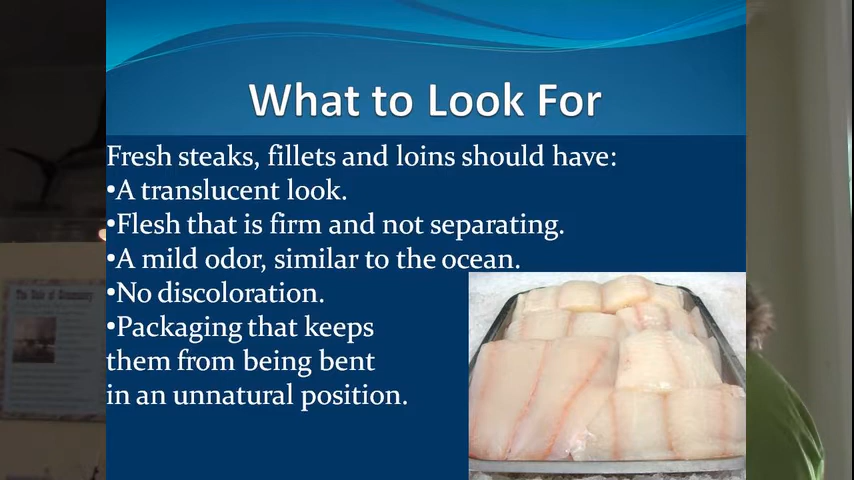 What to Look For
Fresh steaks, fillets and loins should have:
•A translucent look.
•Flesh that is firm and not separating.
•A mild odor, similar to the ocean.
•No discoloration.
•Packaging that keeps
them from being bent
in an unnatural position.